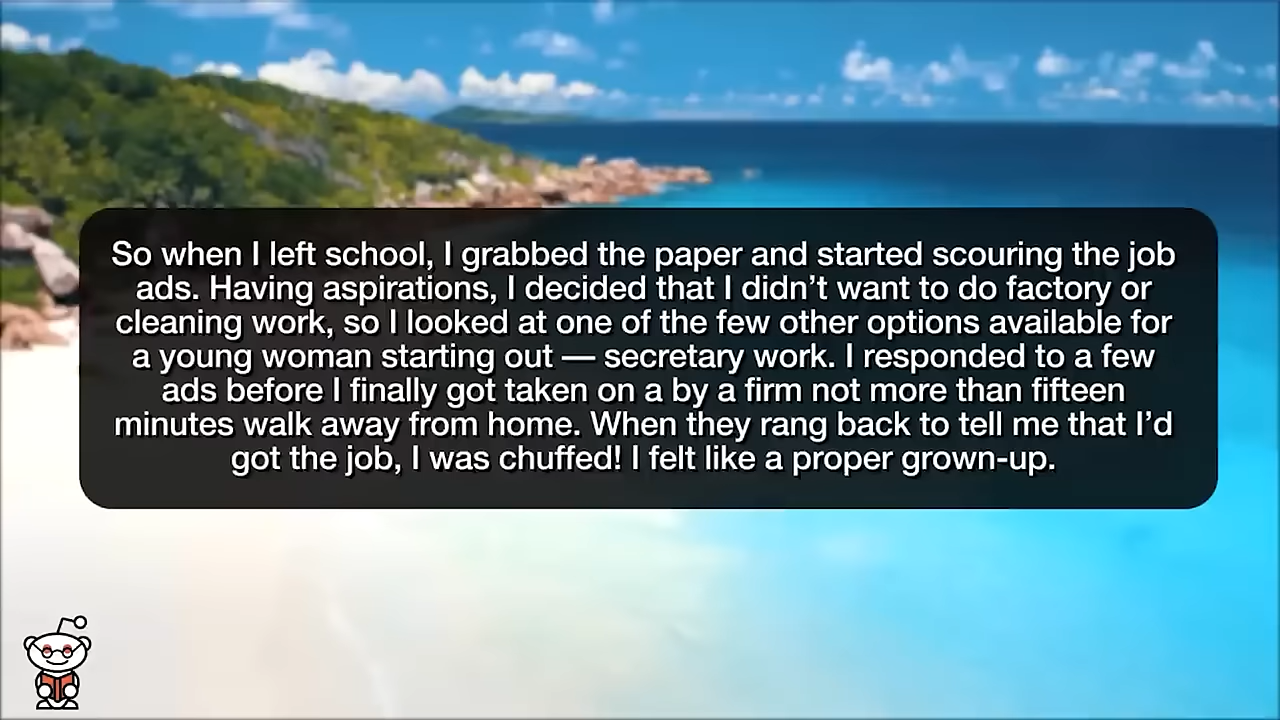 So when I left school, I grabbed the paper and started scouring the job
ads. Having aspirations, I decided that I didn’t want to do factory or
cleaning work, so I looked at one of the few other options available for
a young woman starting out — secretary work. I responded to a few
ads before I finally got taken on a by a firm not more than fifteen
minutes walk away from home. When they rang back to tell me that I’d
got the job, I was chuffed! I felt like a proper grown-up.